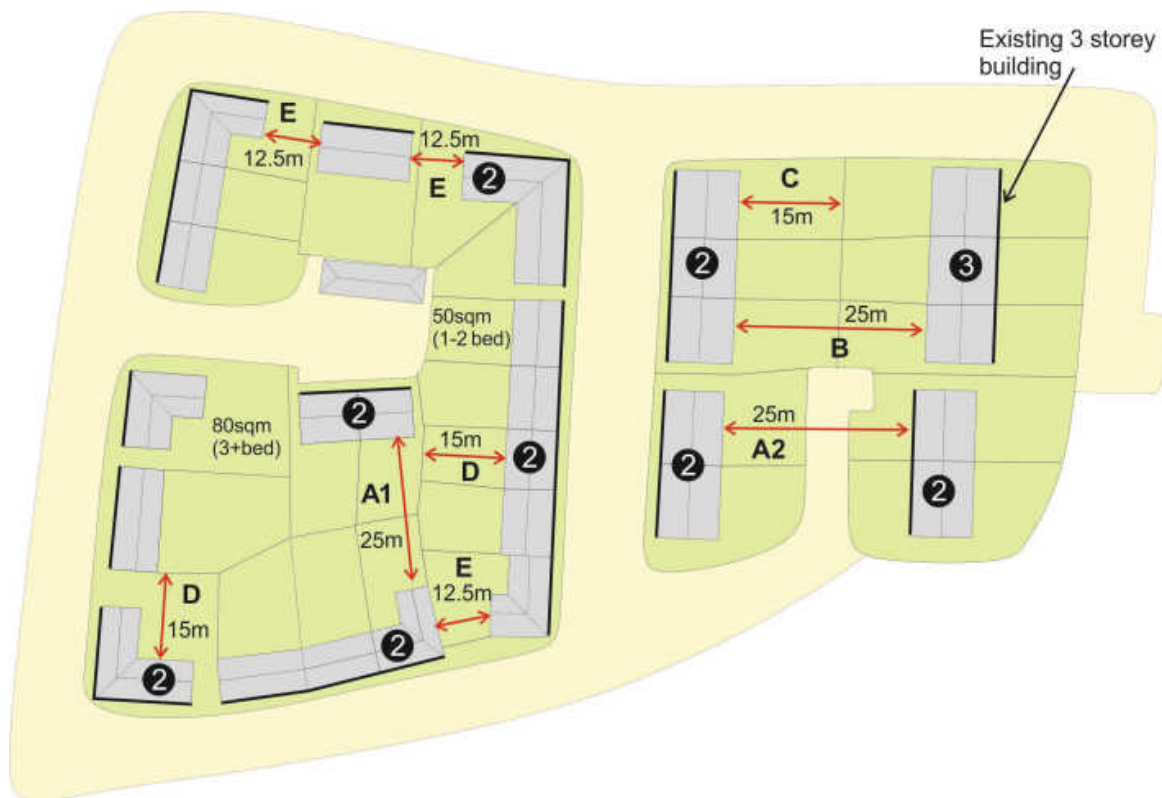 Existing 3 storey
building
E
12.5m
12.5m
E
2
C
15m
2
3
50sqm
(1-2 bed)
25m
B
2
80sqm
(3+bed)
15m
D
2
25m
A2
2
2
A1
25m
E
12.5m
D
15m
2
2